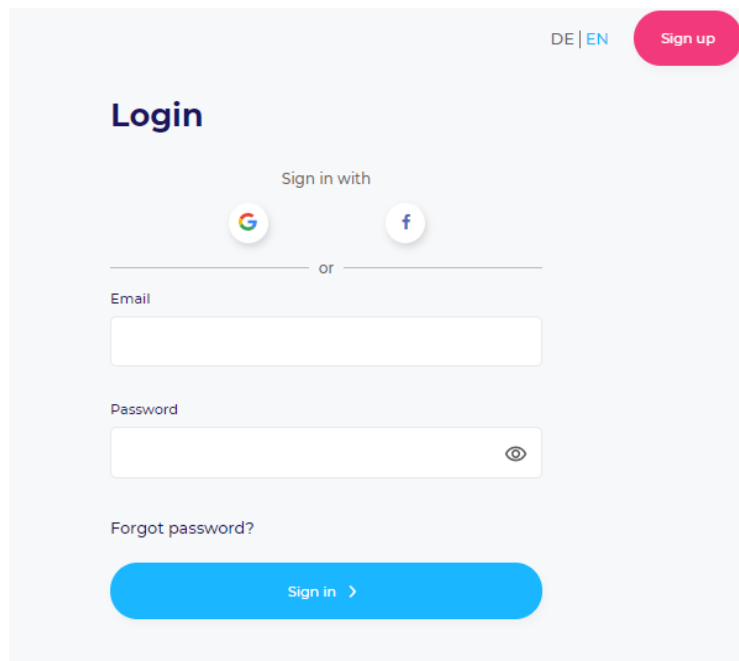 DE | EN
Sign up
Login
Sign in with
or
Email
Password
Forgot password?
Sign in